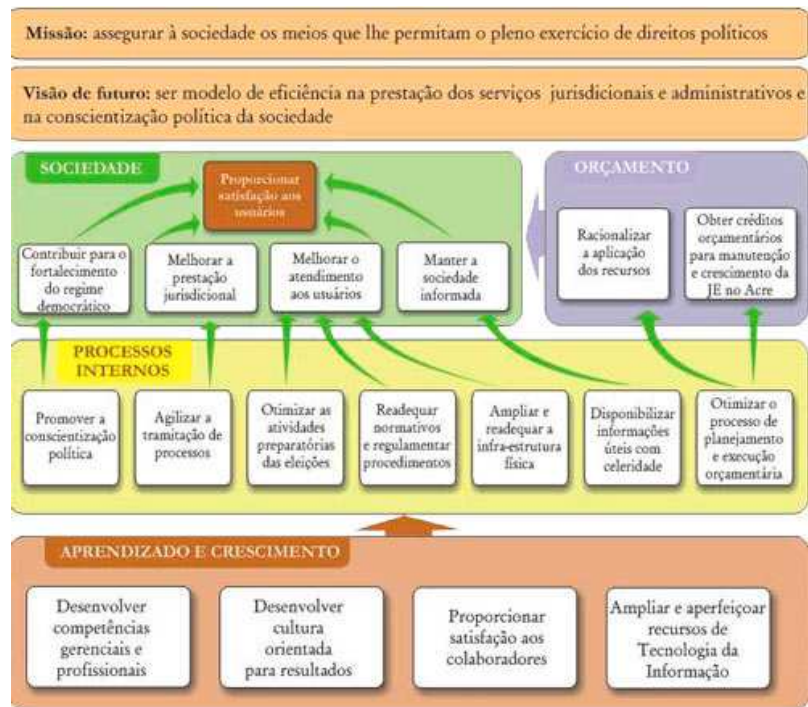 Missão: assegurar à sociedade os meios que lhe permitam o pleno exercício de direitos políticos
Visão de futuro: ser modelo de eficiência na prestação dos serviços jurisdicionais e administrativos e
na conscientização política da sociedade
SOCIEDADE
Proporcionar
satisfação aos
usuários
Contribuir para o
fortalecimento
do regime
democrático
Melhorar a
prestação
jurisdicional
Melhorar o
atendimento
aos usuários
Manter a
sociedade
informada
ORÇAMENTO
Racionalizar
a aplicação
dos recursos
Obter créditos
orçamentários
para manutenção
e crescimento da
JE no Acre
PROCESSOS
INTERNOS
Promover a
conscientização
política
Agilizar a
tramitação de
processos
Otimizar as
atividades
preparatórias
das eleições
Readequar
normativos
e regulamentar
procedimentos
Ampliar e
readequar a
infra-estrutura
física
Disponibilizar
informações
úteis com
celeridade
Otimizar o
processo de
planejamento
e execução
orçamentária
APRENDIZADO E CRESCIMENTO
Desenvolver
competências
gerenciais e
profissionais
Desenvolver
cultura
orientada
para resultados
Proporcionar
satisfação aos
colaboradores
Ampliar e aperfeiçoar
recursos de
Tecnologia da
Informação